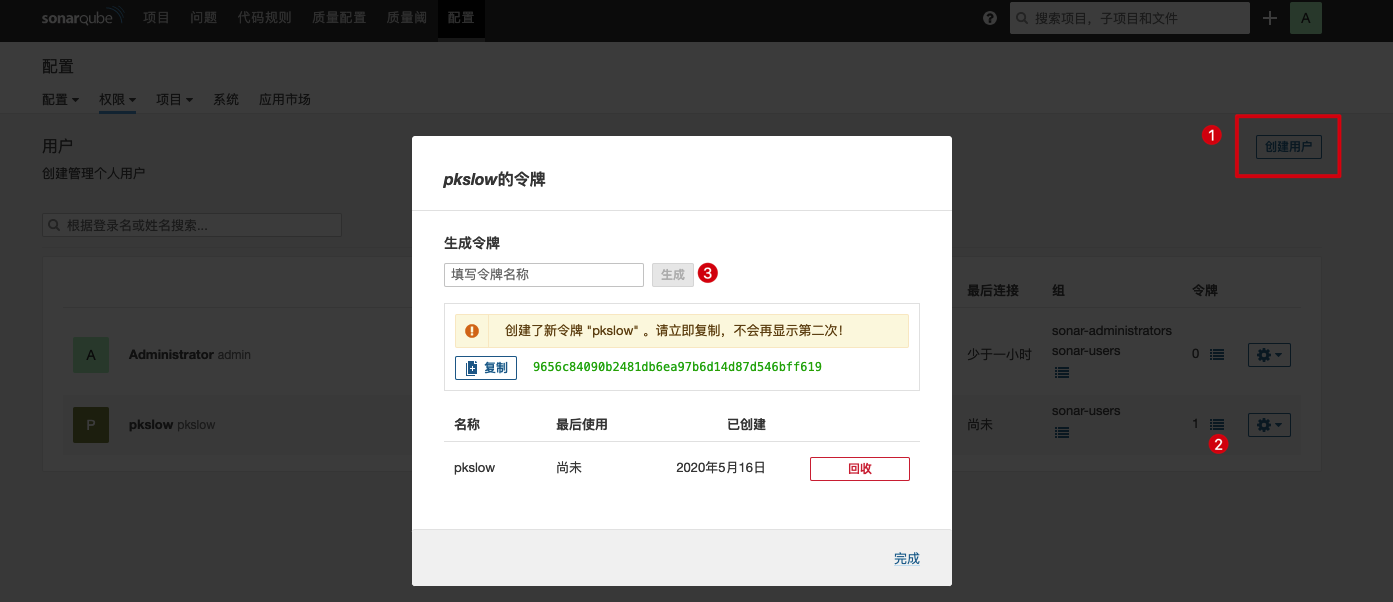 sonarqube 项目 问题 代码规则 质量配置 质量阈 配置 ? 搜索项目，子项目和文件 + A
配置
配置 权限 项目 系统 应用市场
用户
创建管理个人用户
1 创建用户
根据登录名或姓名搜索...
最后连接 组 令牌
A Administrator admin 少于一小时 sonar-administrators
sonar-users 0
P pkslow pkslow 尚未 sonar-users 1
2
pkslow的令牌
生成令牌
填写令牌名称 生成 3
创建了新令牌 "pkslow" 。请立即复制，不会再显示第二次！
复制 9656c84090b2481db6ea97b6d14d87d546bff619
名称 最后使用 已创建
pkslow 尚未 2020年5月16日 回收
完成